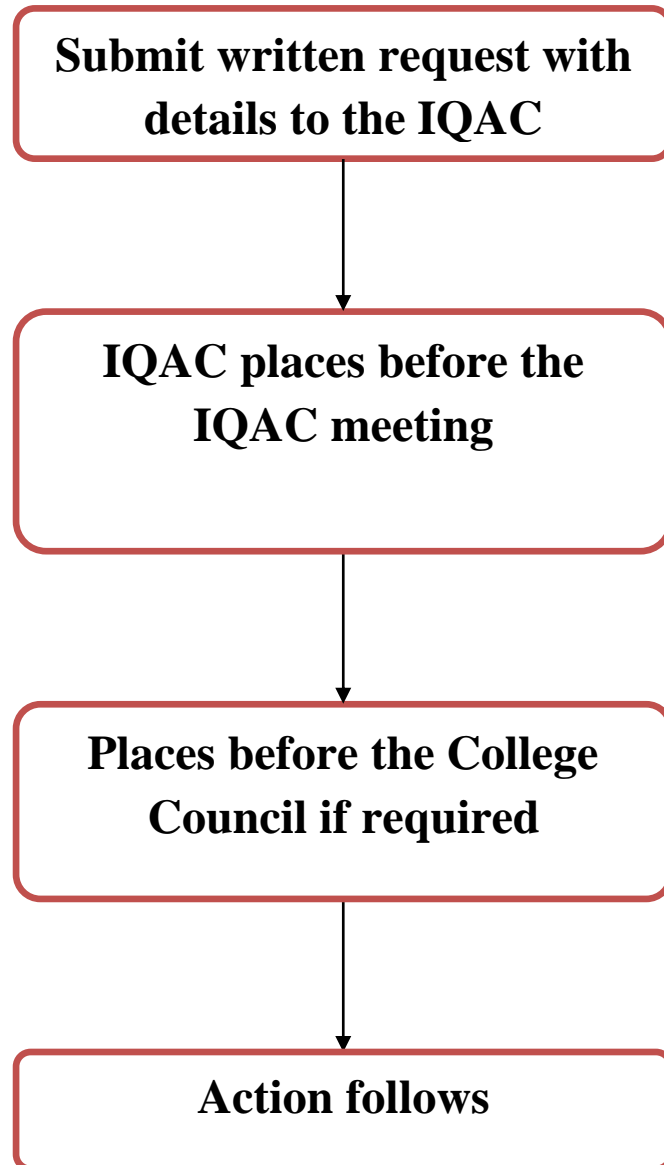 Submit written request with
details to the IQAC
IQAC places before the
IQAC meeting
Places before the College
Council if required
Action follows